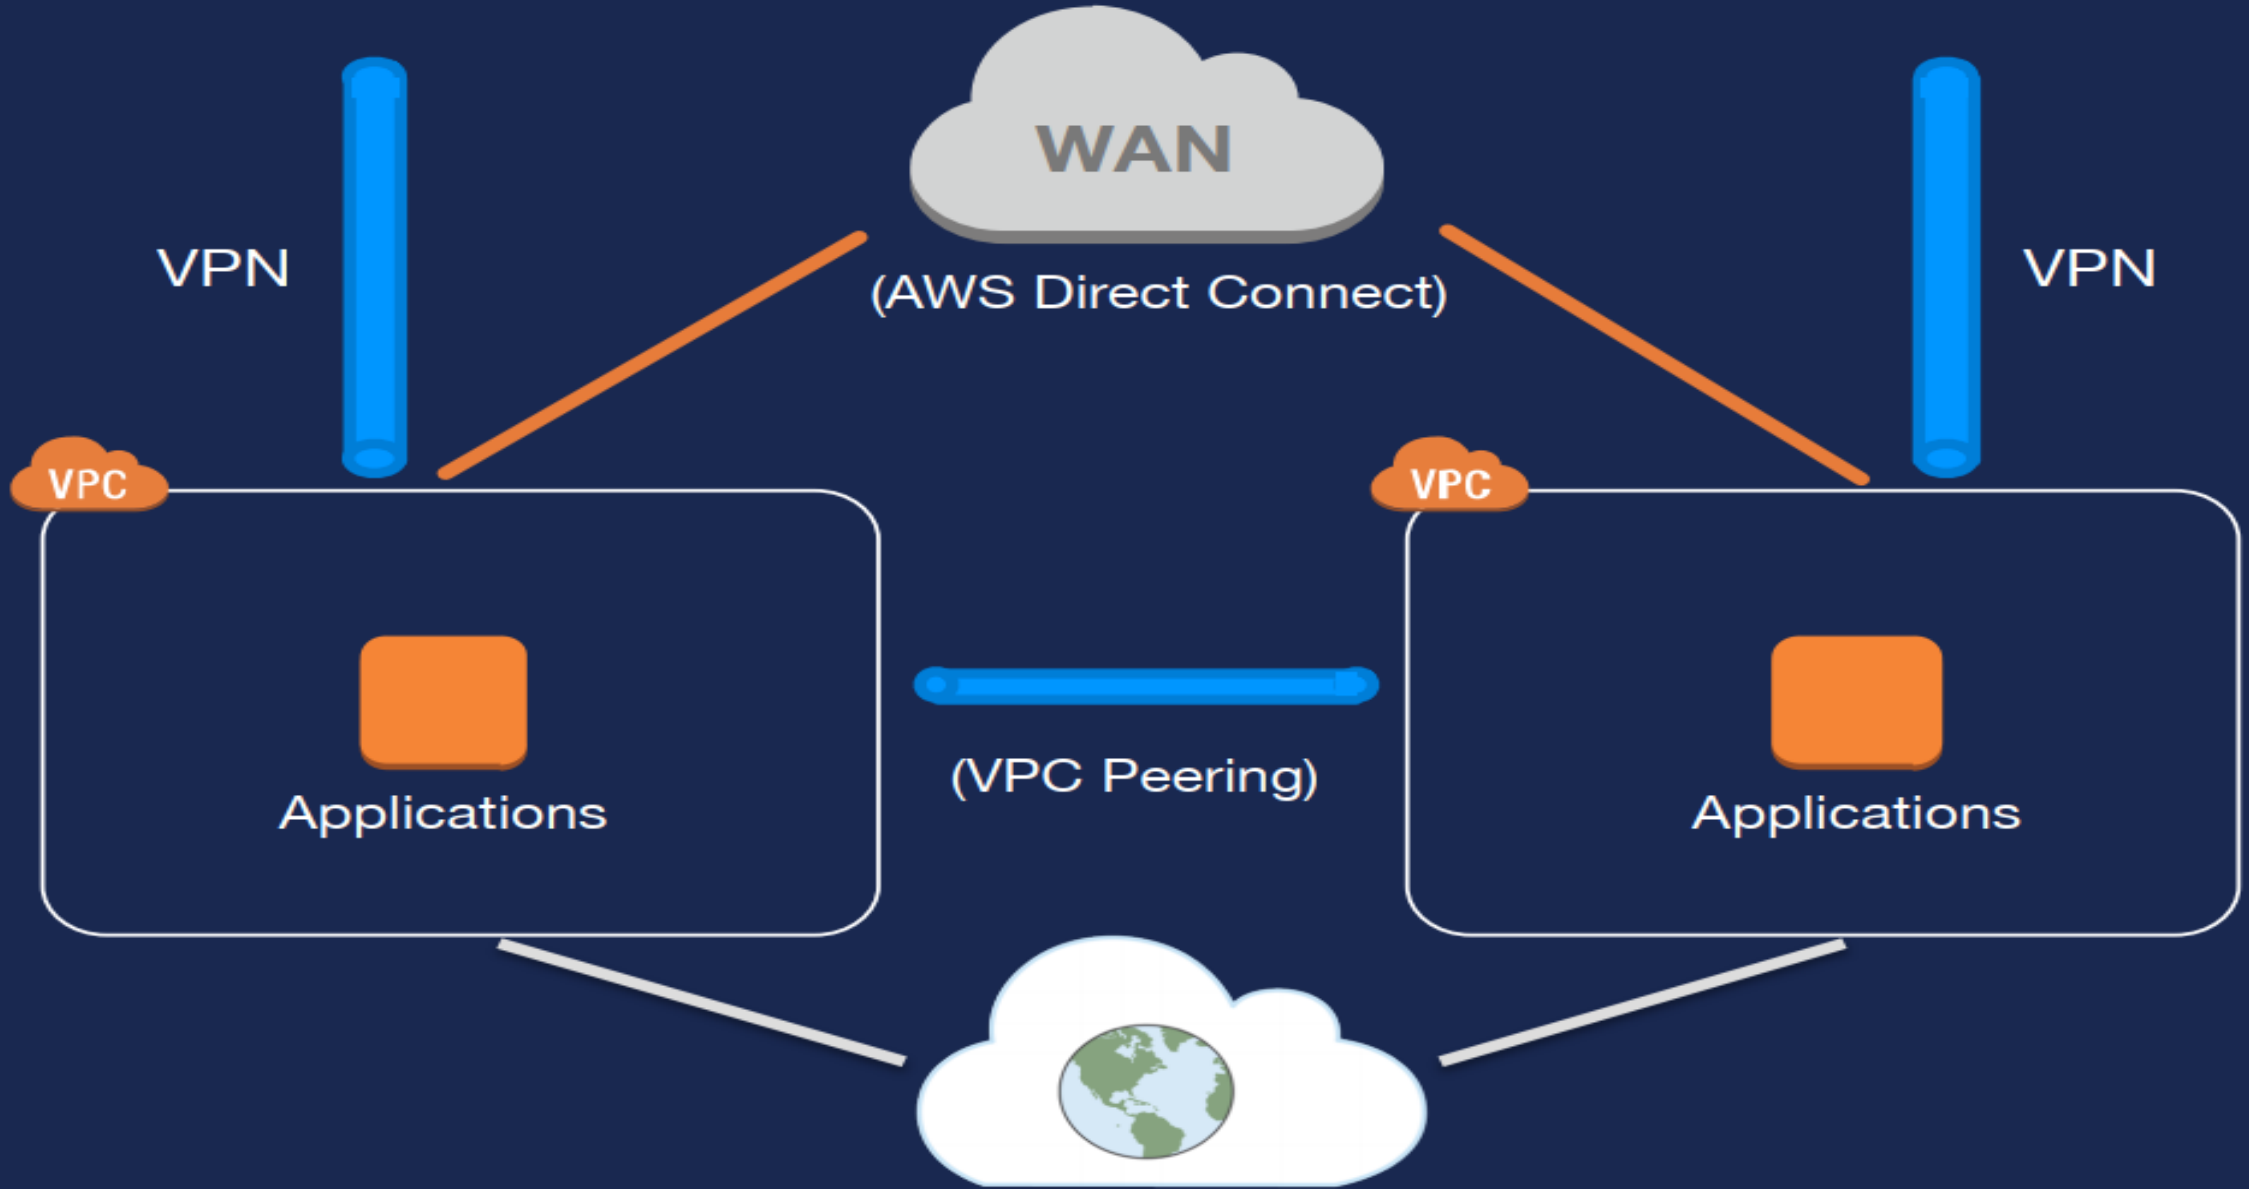 WAN
VPN
(AWS Direct Connect)
VPN
VPC
VPC
(VPC Peering)
Applications
Applications